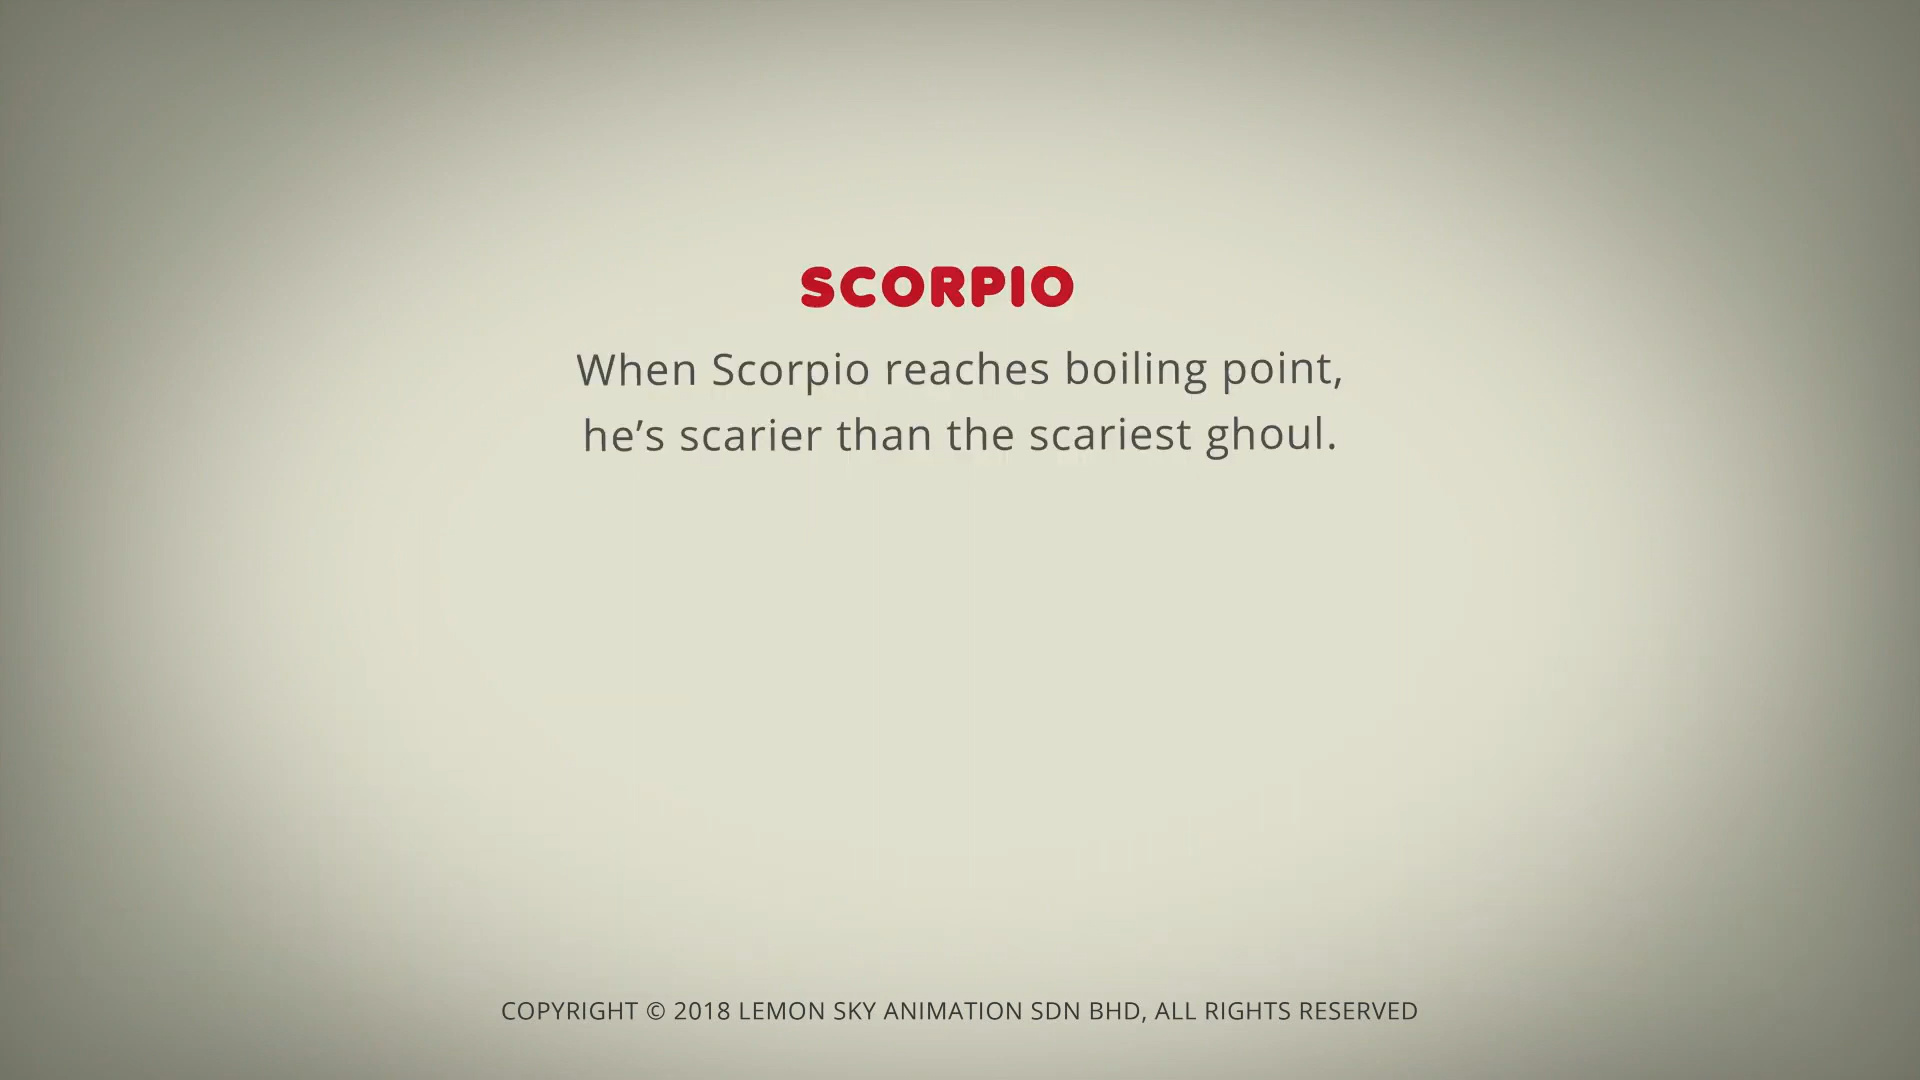 SCORPIO
When Scorpio reaches boiling point,
he’s scarier than the scariest ghoul.
COPYRIGHT © 2018 LEMON SKY ANIMATION SDN BHD, ALL RIGHTS RESERVED